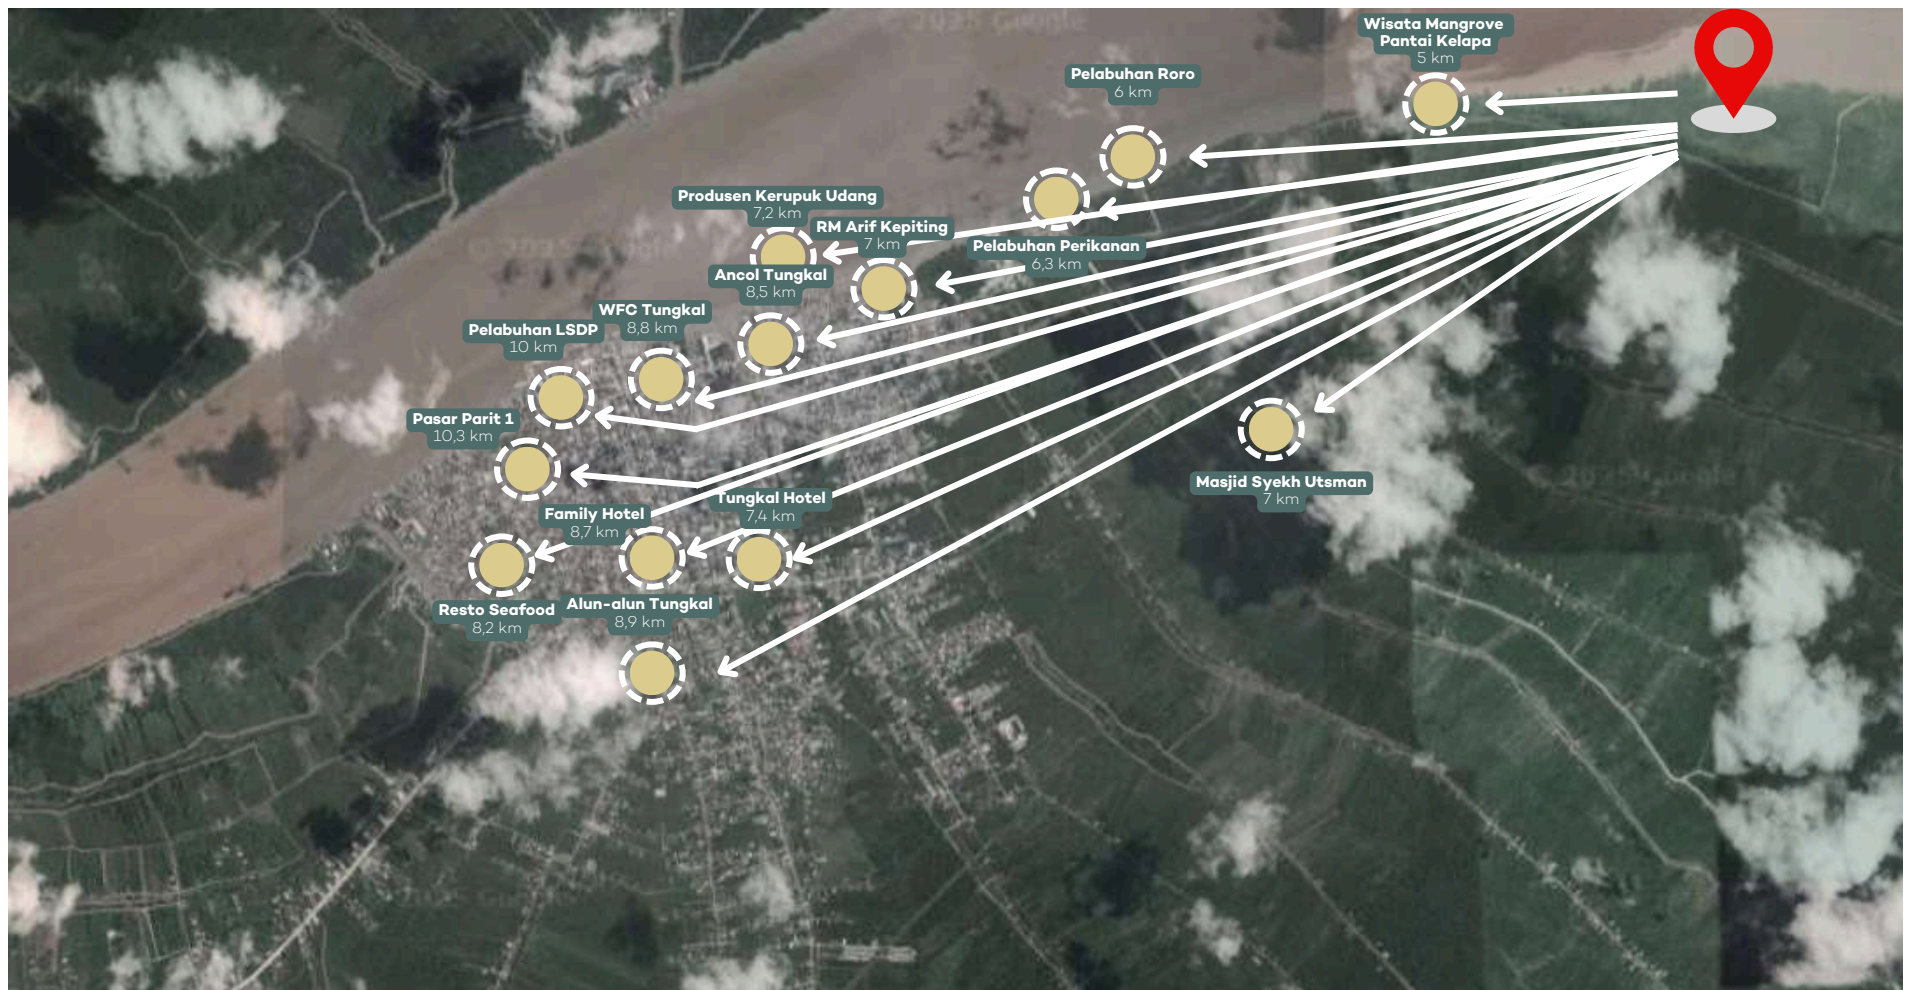 Wisata Mangrove
Pantai Kelapa
5 km
Pelabuhan Roro
6 km
Produsen Kerupuk Udang
7,2 km
RM Arif Kepiting
7 km
Pelabuhan Perikanan
6,3 km
Ancol Tungkal
8,5 km
WFC Tungkal
8,8 km
Pelabuhan LSDP
10 km
Pasar Parit 1
10,3 km
Masjid Syekh Utsman
7 km
Tungkal Hotel
7,4 km
Family Hotel
8,7 km
Resto Seafood
8,2 km
Alun-alun Tungkal
8,9 km